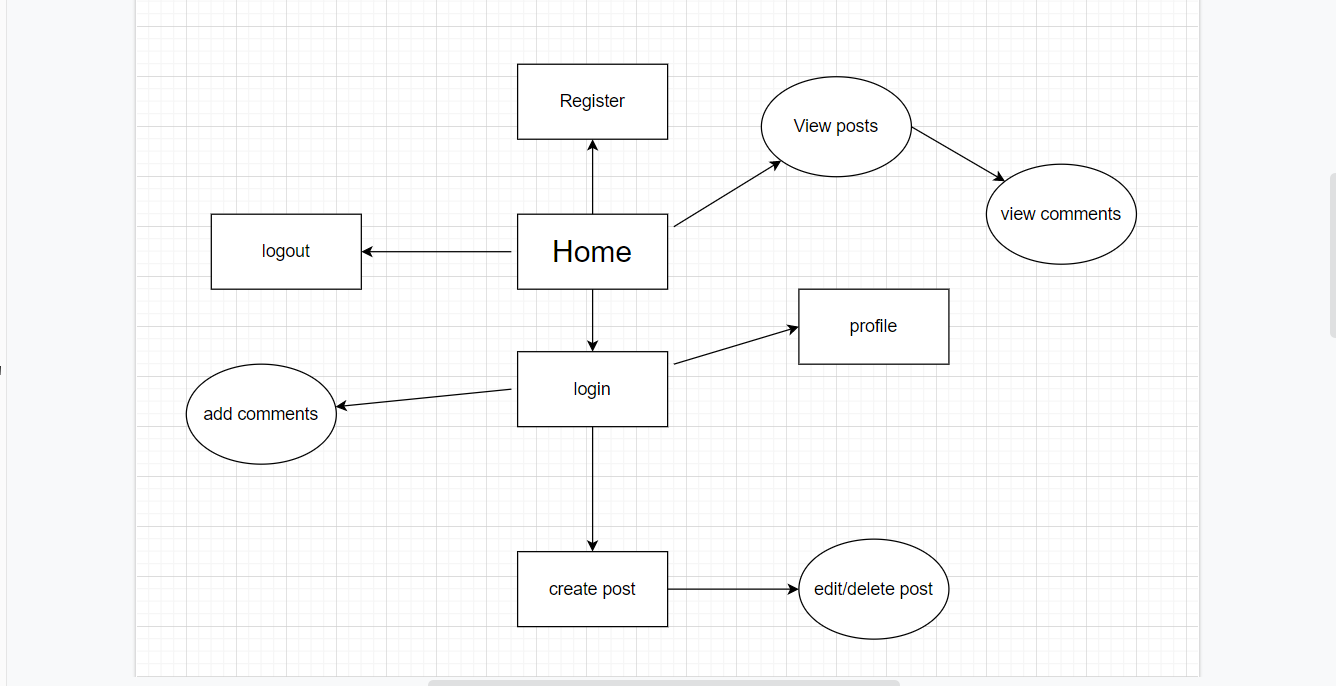 Register
View posts
view comments
logout
Home
profile
login
add comments
create post
edit/delete post